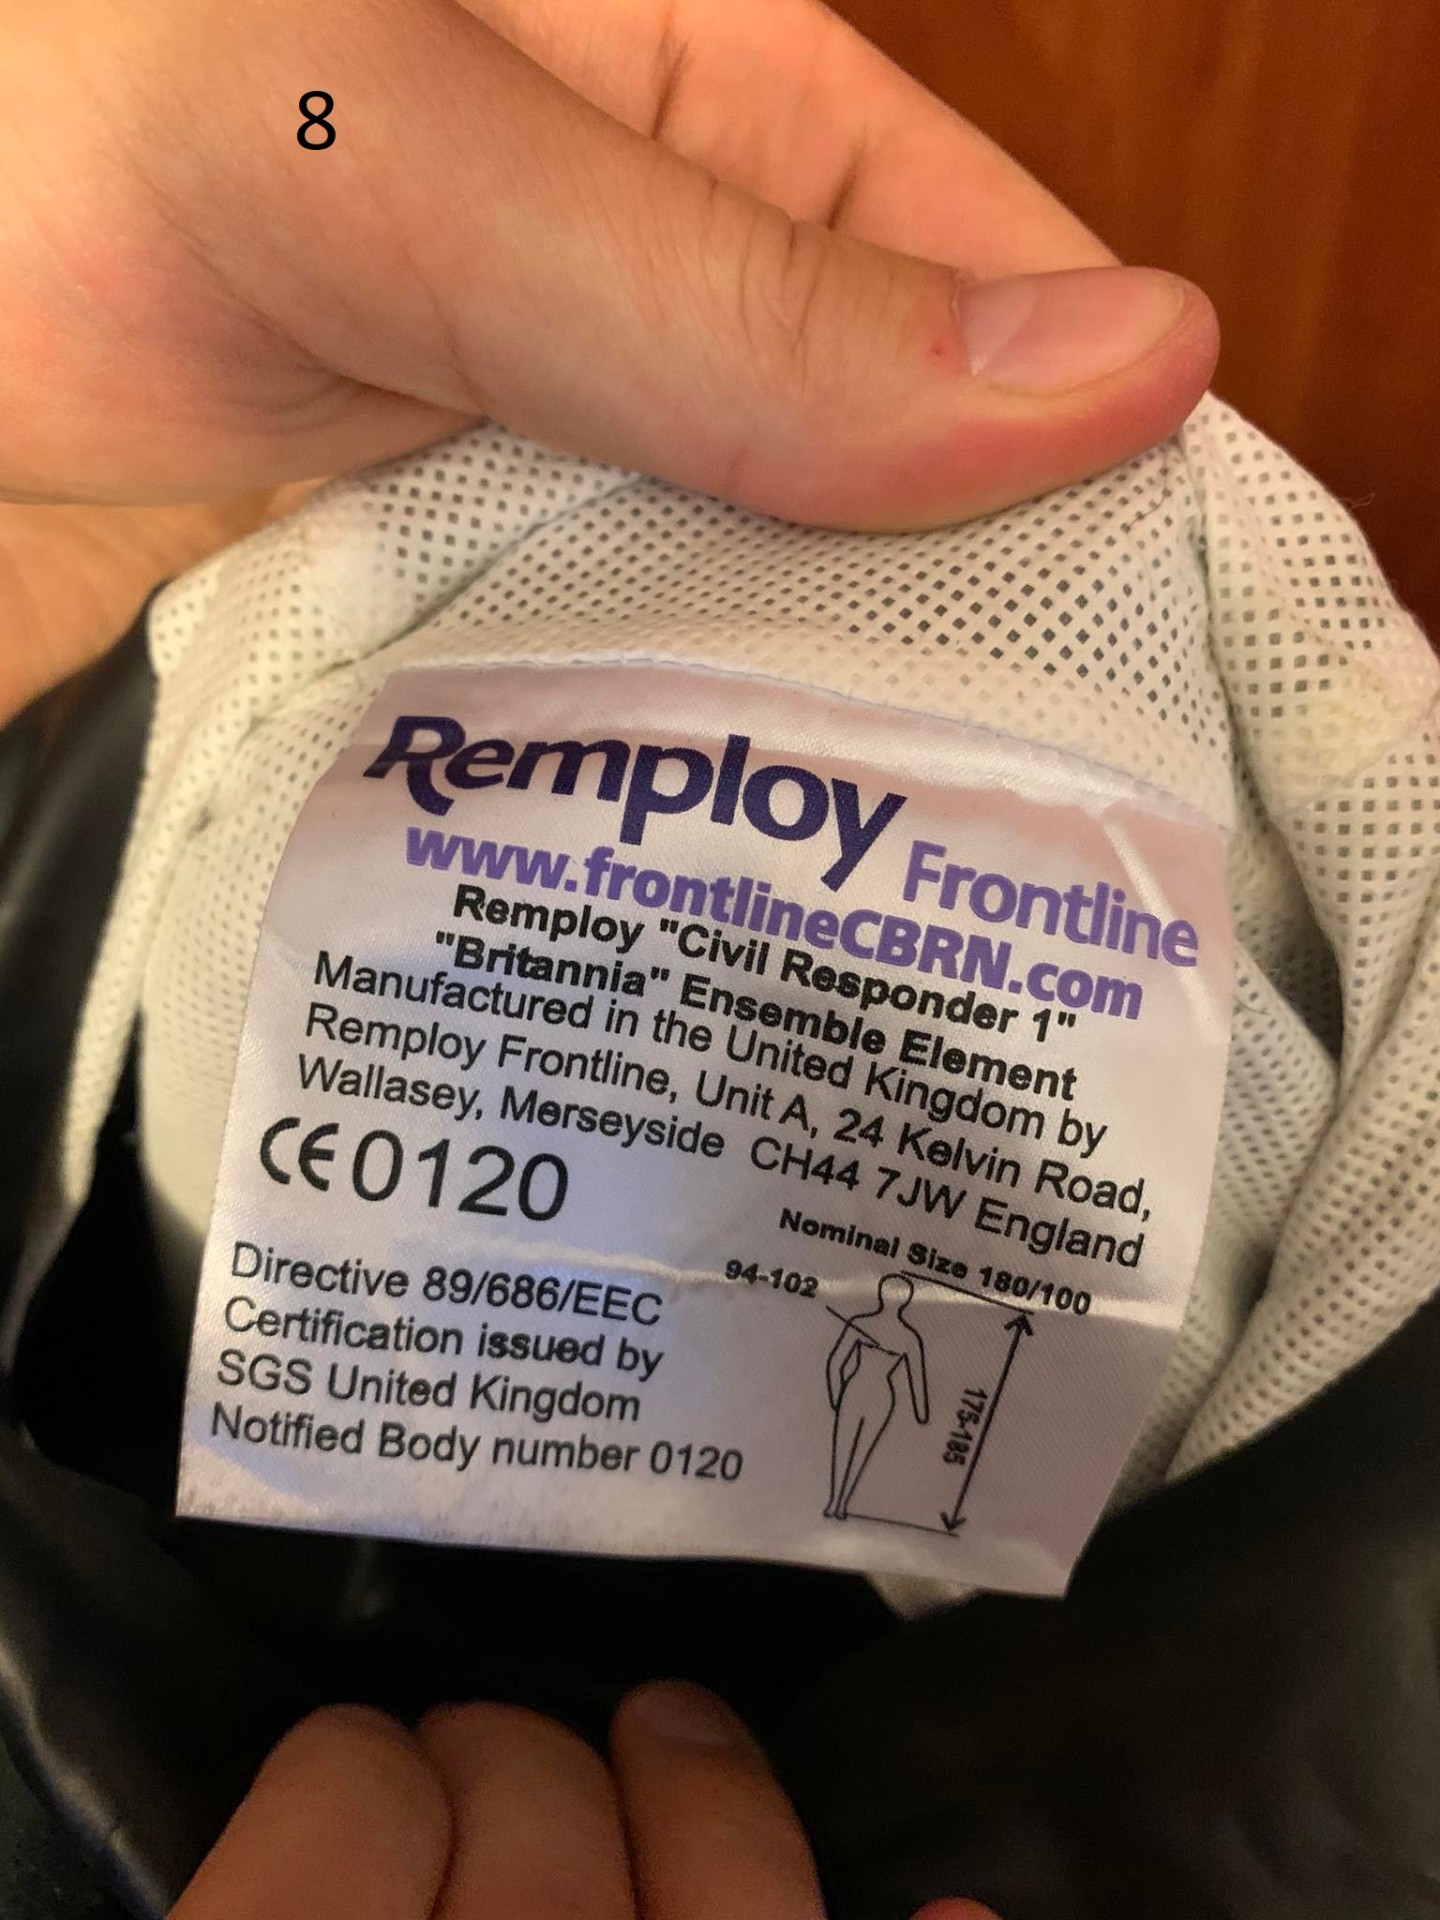 8
Remploy Frontline
www.frontlineCBRN.com
Remploy "Civil Responder 1"
"Britannia" Ensemble Element
Manufactured in the United Kingdom by
Remploy Frontline, Unit A, 24 Kelvin Road,
Wallasey, Merseyside CH44 7JW England
CE 0120
Nominal Size 180/100
94-102
175-185
Directive 89/686/EEC
Certification issued by
SGS United Kingdom
Notified Body number 0120